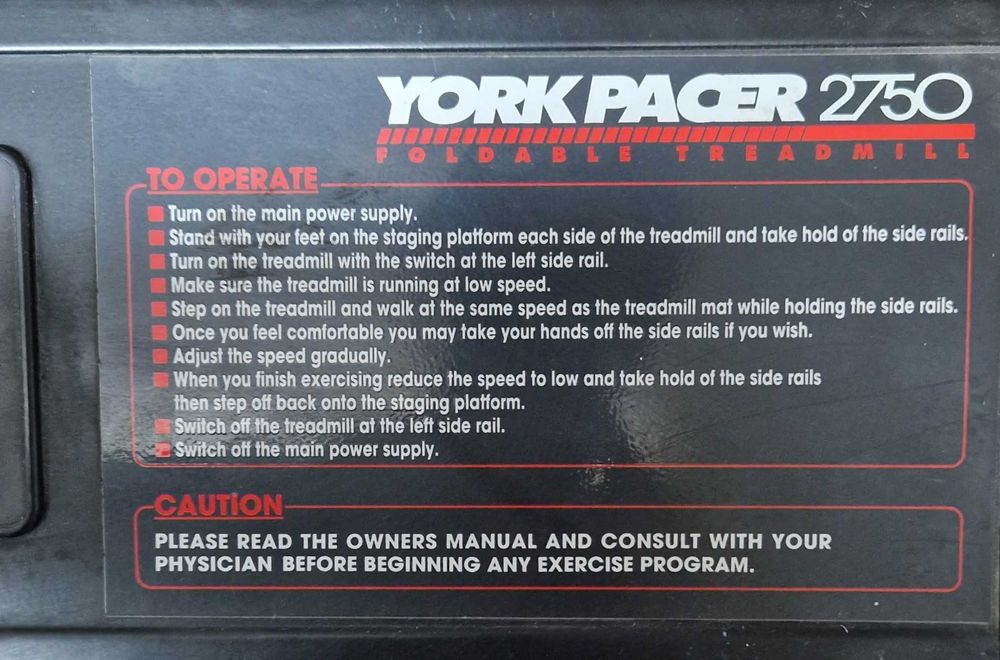 YORK PACER 2750
FOLDABLE TREADMILL
TO OPERATE
Turn on the main power supply.
Stand with your feet on the staging platform each side of the treadmill and take hold of the side rails.
Turn on the treadmill with the switch at the left side rail.
Make sure the treadmill is running at low speed.
Step on the treadmill and walk at the same speed as the treadmill mat while holding the side rails.
Once you feel comfortable you may take your hands off the side rails if you wish.
Adjust the speed gradually.
When you finish exercising reduce the speed to low and take hold of the side rails
then step off back onto the staging platform.
Switch off the treadmill at the left side rail.
Switch off the main power supply.
CAUTiON
PLEASE READ THE OWNERS MANUAL AND CONSULT WITH YOUR
PHYSICIAN BEFORE BEGINNING ANY EXERCISE PROGRAM.